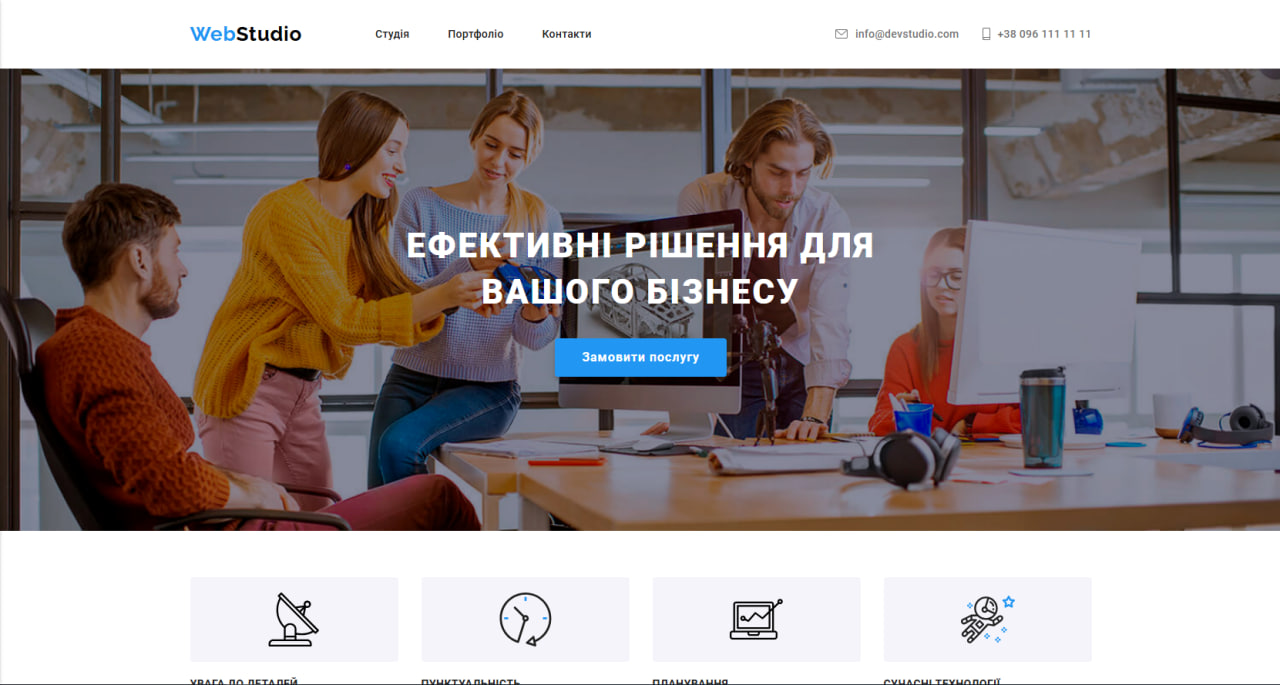 WebStudio
Студія
Портфоліо
Контакти
info@devstudio.com
+38 096 111 11 11
ЕФЕКТИВНІ РІШЕННЯ ДЛЯ
ВАШОГО БІЗНЕСУ
Замовити послугу
УВАГА ДО ДЕТАЛЕЙ
ПУНКТУАЛЬНІСТЬ
ПЛАНУВАННЯ
СУЧАСНІ ТЕХНОЛОГІЇ